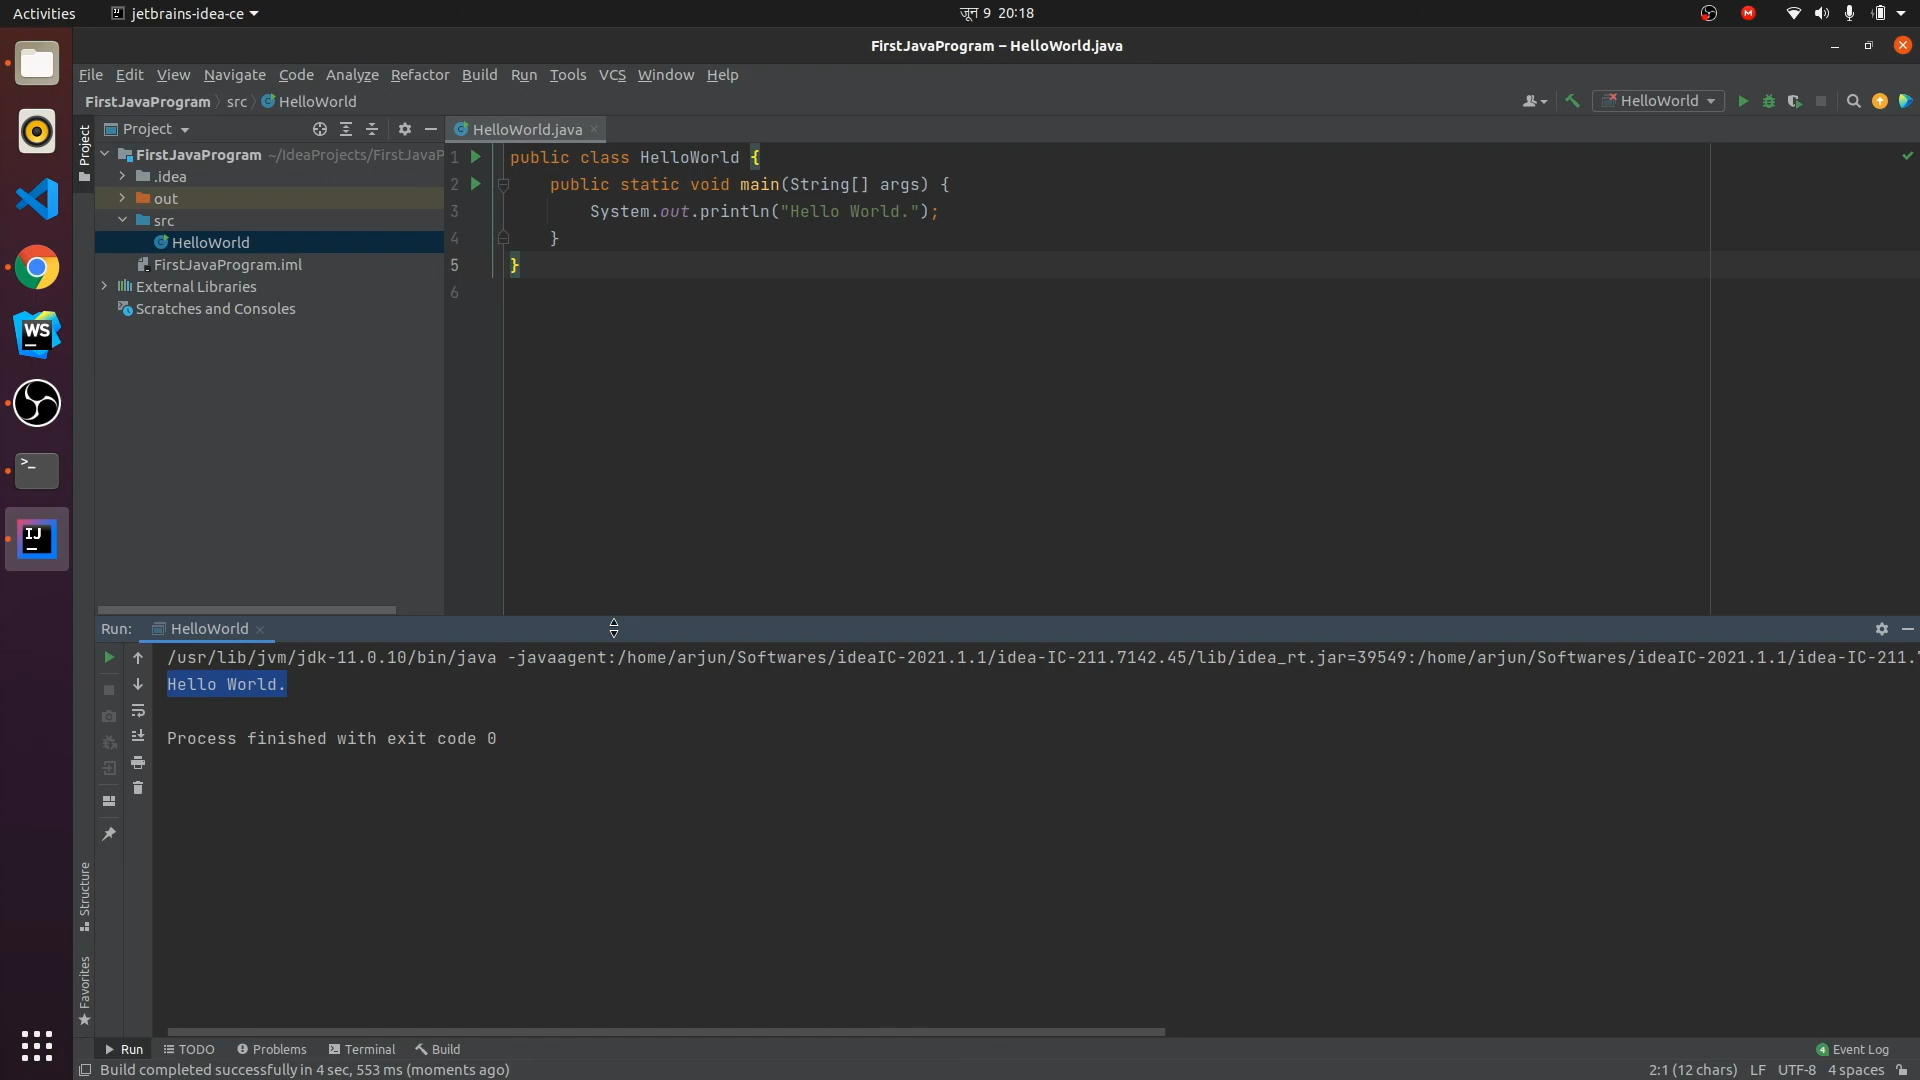 Activities
jetbrains-idea-ce
जून 9 20:18
FirstJavaProgram – HelloWorld.java
File Edit View Navigate Code Analyze Refactor Build Run Tools VCS Window Help
FirstJavaProgram src HelloWorld
HelloWorld
Project
Project
HelloWorld.java
FirstJavaProgram ~/IdeaProjects/FirstJavaP
.idea
out
src
HelloWorld
FirstJavaProgram.iml
External Libraries
Scratches and Consoles
1 public class HelloWorld {
2 public static void main(String[] args) {
3 System.out.println("Hello World.");
4 }
5 }
6
WS
>_
IJ
Run: HelloWorld
/usr/lib/jvm/jdk-11.0.10/bin/java -javaagent:/home/arjun/Softwares/ideaIC-2021.1.1/idea-IC-211.7142.45/lib/idea_rt.jar=39549:/home/arjun/Softwares/ideaIC-2021.1.1/idea-IC-211.
Hello World.
Process finished with exit code 0
Structure
Favorites
Run TODO Problems Terminal Build
4 Event Log
Build completed successfully in 4 sec, 553 ms (moments ago)
2:1 (12 chars) LF UTF-8 4 spaces